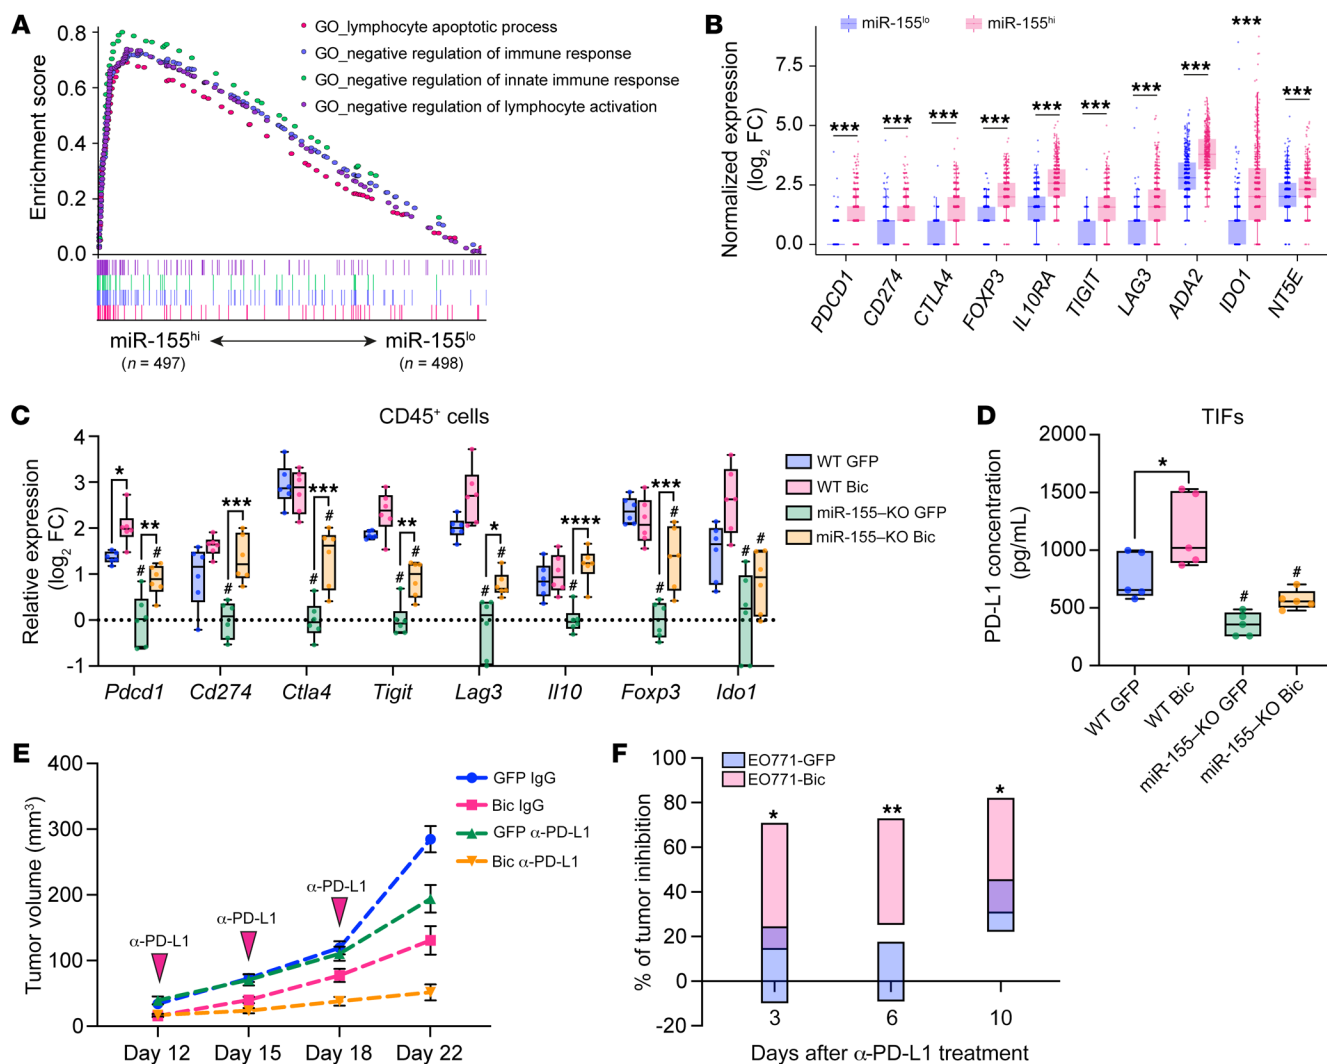 A
Enrichment score
0.8
0.6
0.4
0.2
0.0
GO_lymphocyte apoptotic process
GO_negative regulation of immune response
GO_negative regulation of innate immune response
GO_negative regulation of lymphocyte activation
miR-155hi
miR-155lo
(n = 497)
(n = 498)
B
miR-155lo
miR-155hi
Normalized expression
(log2 FC)
7.5
5.0
2.5
0.0
*** *** *** *** *** *** *** *** *** ***
PDCD1
CD274
CTLA4
FOXP3
IL10RA
TIGIT
LAG3
ADA2
IDO1
NT5E
C
CD45+ cells
Relative expression
(log2 FC)
4
3
2
1
0
-1
* ** *** *** ** * **** ***
# # # # # # # # # # # # # #
Pdcd1 Cd274 Ctla4 Tigit Lag3 Il10 Foxp3 Ido1
WT GFP
WT Bic
miR-155–KO GFP
miR-155–KO Bic
D
TIFs
PD-L1 concentration
(pg/mL)
2000
1500
1000
500
0
*
# #
WT GFP
WT Bic
miR-155–KO GFP
miR-155–KO Bic
E
Tumor volume (mm3)
400
300
200
100
0
α-PD-L1
α-PD-L1
α-PD-L1
GFP IgG
Bic IgG
GFP α-PD-L1
Bic α-PD-L1
Day 12 Day 15 Day 18 Day 22
F
EO771-GFP
EO771-Bic
% of tumor inihibition
100
80
60
40
20
0
-20
* ** *
3 6 10
Days after α-PD-L1 treatment